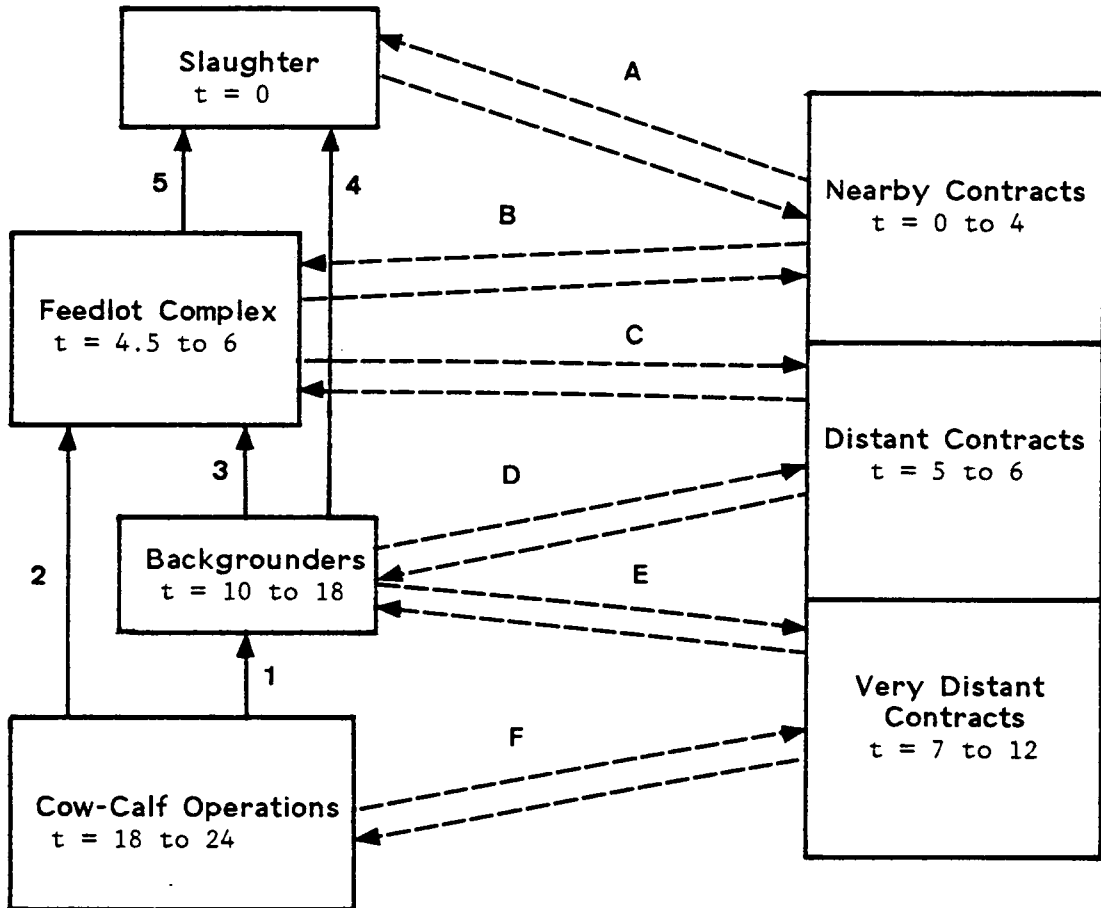 Slaughter
t = 0
A
Nearby Contracts
t = 0 to 4
5
4
B
Feedlot Complex
t = 4.5 to 6
C
Distant Contracts
t = 5 to 6
3
D
Backgrounders
t = 10 to 18
2
E
1
Very Distant
Contracts
t = 7 to 12
F
Cow-Calf Operations
t = 18 to 24